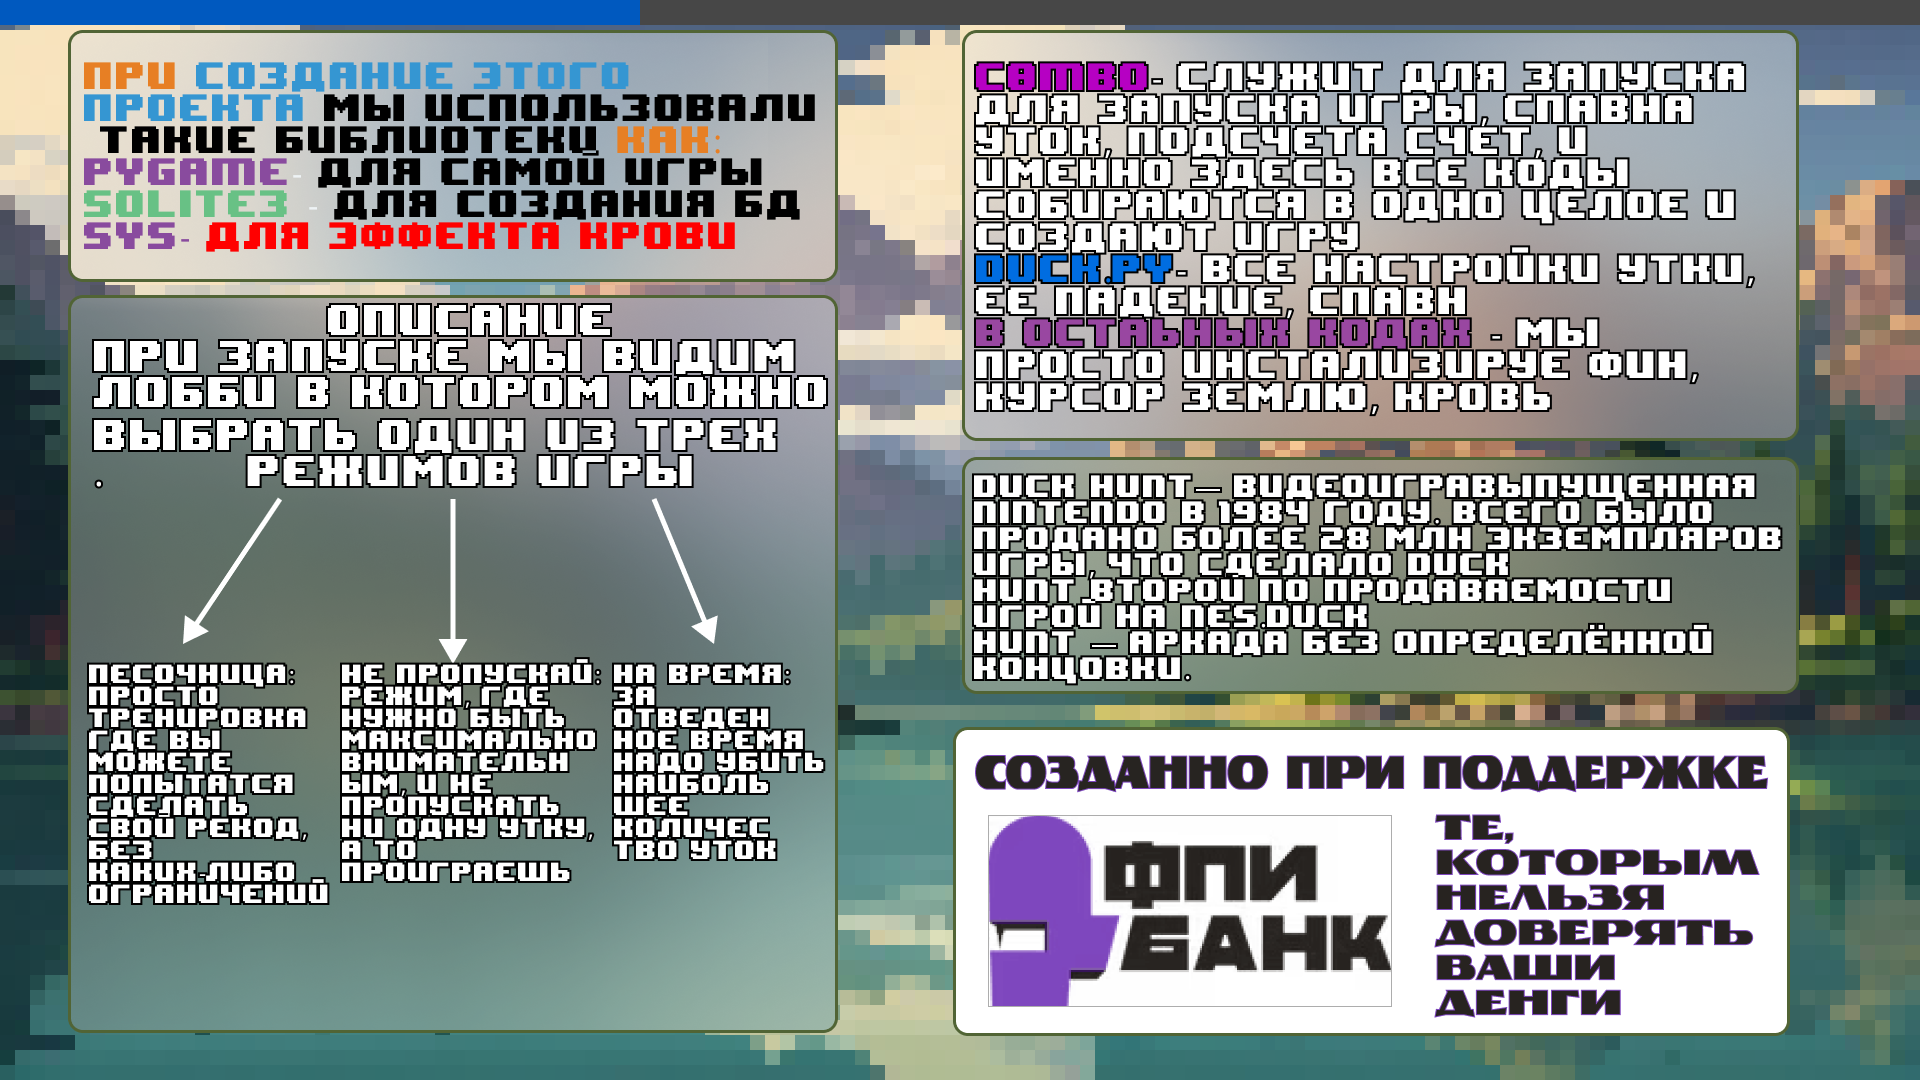 ПРИ СОЗДАНИЕ ЭТОГО
ПРОЕКТА МЫ ИСПОЛЬЗОВАЛИ
ТАКИЕ БИБЛИОТЕКИ КАК:
PYGAME- ДЛЯ САМОЙ ИГРЫ
SQLITE3 - ДЛЯ СОЗДАНИЯ БД
SYS- ДЛЯ ЭФФЕКТА КРОВИ
ОПИСАНИЕ
ПРИ ЗАПУСКЕ МЫ ВИДИМ
ЛОББИ В КОТОРОМ МОЖНО
ВЫБРАТЬ ОДИН ИЗ ТРЕХ
. РЕЖИМОВ ИГРЫ
ПЕСОЧНИЦА:
ПРОСТО
ТРЕНИРОВКА
ГДЕ ВЫ
МОЖЕТЕ
ПОПЫТАТСЯ
СДЕЛАТЬ
СВОЙ РЕКОД,
БЕЗ
КАКИХ-ЛИБО
ОГРАНИЧЕНИЙ
НЕ ПРОПУСКАЙ:
РЕЖИМ, ГДЕ
НУЖНО БЫТЬ
МАКСИМАЛЬНО
ВНИМАТЕЛЬН
ЫМ, И НЕ
ПРОПУСКАТЬ
НИ ОДНУ УТКУ,
А ТО
ПРОИГРАЕШЬ
НА ВРЕМЯ:
ЗА
ОТВЕДЕН
НОЕ ВРЕМЯ
НАДО УБИТЬ
НАИБОЛЬ
ШЕЕ
КОЛИЧЕС
ТВО УТОК
COMBO- СЛУЖИТ ДЛЯ ЗАПУСКА
ДЛЯ ЗАПУСКА ИГРЫ, СПАВНА
УТОК, ПОДСЧЕТА СЧЕТ, И
ИМЕННО ЗДЕСЬ ВСЕ КОДЫ
СОБИРАЮТСЯ В ОДНО ЦЕЛОЕ И
СОЗДАЮТ ИГРУ
DUCK.PY- ВСЕ НАСТРОЙКИ УТКИ,
ЕЕ ПАДЕНИЕ, СПАВН
В ОСТАЬНЫХ КОДАХ - МЫ
ПРОСТО ИНСТАЛИЗИРУЕ ФИН,
КУРСОР ЗЕМЛЮ, КРОВЬ
DUCK HUNT— ВИДЕОИГРАВЫПУЩЕННАЯ
NINTENDO В 1984 ГОДУ. ВСЕГО БЫЛО
ПРОДАНО БОЛЕЕ 28 МЛН ЭКЗЕМПЛЯРОВ
ИГРЫ, ЧТО СДЕЛАЛО DUCK
HUNT ВТОРОЙ ПО ПРОДАВАЕМОСТИ
ИГРОЙ НА NES.DUCK
HUNT — АРКАДА БЕЗ ОПРЕДЕЛЁННОЙ
КОНЦОВКИ.
СОЗДАННО ПРИ ПОДДЕРЖКЕ
ФПИ
БАНК
ТЕ,
КОТОРЫМ
НЕЛЬЗЯ
ДОВЕРЯТЬ
ВАШИ
ДЕНГИ